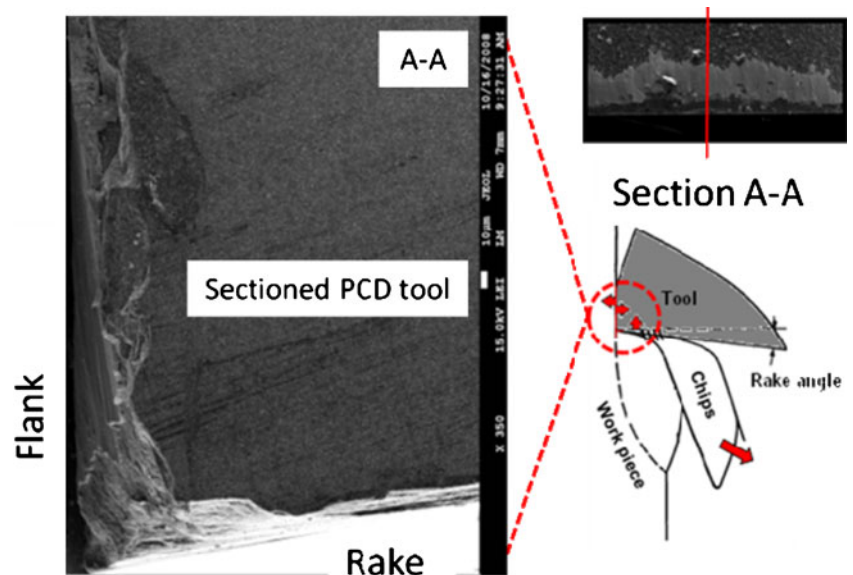 A-A
Sectioned PCD tool
Flank
Rake
10/16/2008
9:27:31 AM
10µm JEOL
15.0kV LEI
LM
WD 7mm
X 350
Section A-A
Tool
Rake angle
Chips
Work piece